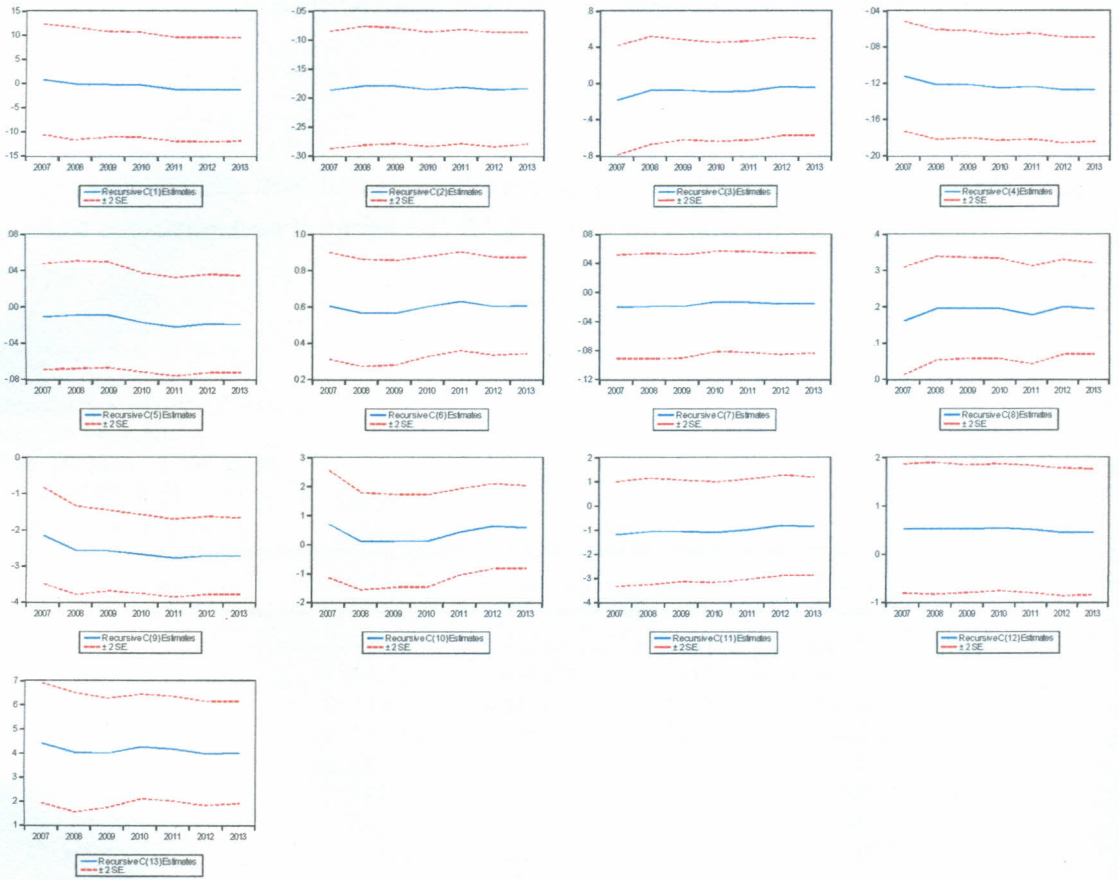 15
10
5
0
-5
-10
-15
2007 2008 2009 2010 2011 2012 2013
Recursive C(1) Estimates
± 2 SE
-.05
-.10
-.15
-.20
-.25
-.30
2007 2008 2009 2010 2011 2012 2013
Recursive C(2) Estimates
± 2 SE
.8
.4
.0
-.4
-.8
2007 2008 2009 2010 2011 2012 2013
Recursive C(3) Estimates
± 2 SE
-.04
-.08
-.12
-.16
-.20
2007 2008 2009 2010 2011 2012 2013
Recursive C(4) Estimates
± 2 SE
.08
.04
.00
-.04
-.08
2007 2008 2009 2010 2011 2012 2013
Recursive C(5) Estimates
± 2 SE
1.0
0.8
0.6
0.4
0.2
2007 2008 2009 2010 2011 2012 2013
Recursive C(6) Estimates
± 2 SE
.08
.04
.00
-.04
-.08
-.12
2007 2008 2009 2010 2011 2012 2013
Recursive C(7) Estimates
± 2 SE
.4
.3
.2
.1
.0
2007 2008 2009 2010 2011 2012 2013
Recursive C(8) Estimates
± 2 SE
0
-1
-2
-3
-4
2007 2008 2009 2010 2011 2012 2013
Recursive C(9) Estimates
± 2 SE
3
2
1
0
-1
-2
2007 2008 2009 2010 2011 2012 2013
Recursive C(10) Estimates
± 2 SE
2
1
0
-1
-2
-3
-4
2007 2008 2009 2010 2011 2012 2013
Recursive C(11) Estimates
± 2 SE
2
1
0
-1
2007 2008 2009 2010 2011 2012 2013
Recursive C(12) Estimates
± 2 SE
7
6
5
4
3
2
1
2007 2008 2009 2010 2011 2012 2013
Recursive C(13) Estimates
± 2 SE